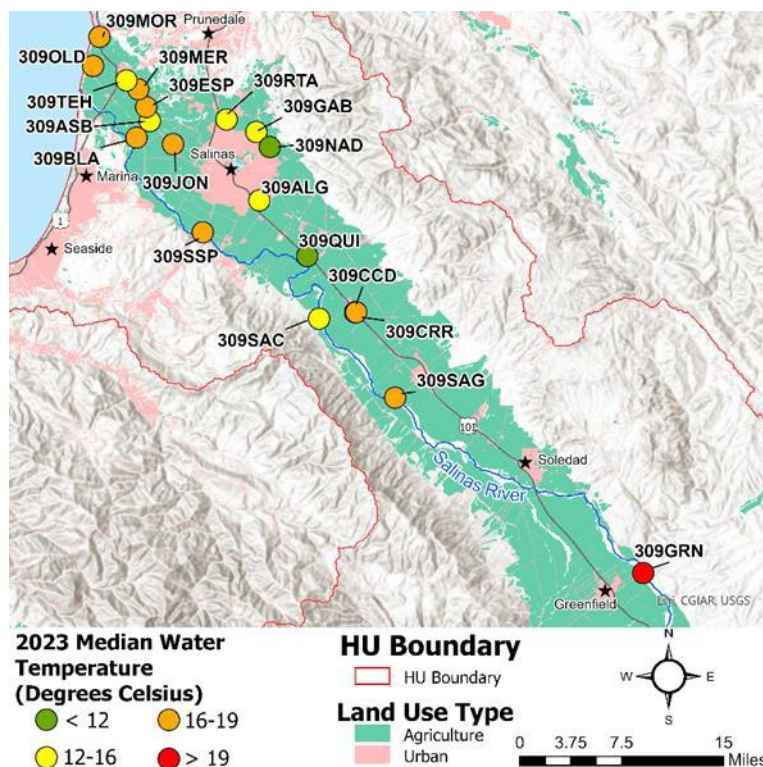 309MOR
Prunedale
309OLD
309MER
309RTA
309ESP
309TEH
309GAB
309ASB
309NAD
309BLA
Salinas
Marina
309JON
309ALG
1
Seaside
309SSP
309QUI
309CCD
309SAC
309CRR
309SAG
101
Soledad
Salinas River
309GRN
Greenfield
Esri, CGIAR, USGS
2023 Median Water
Temperature
(Degrees Celsius)
< 12
16-19
12-16
> 19
HU Boundary
HU Boundary
Land Use Type
Agriculture
Urban
N
W
E
S
0 3.75 7.5 15
Miles